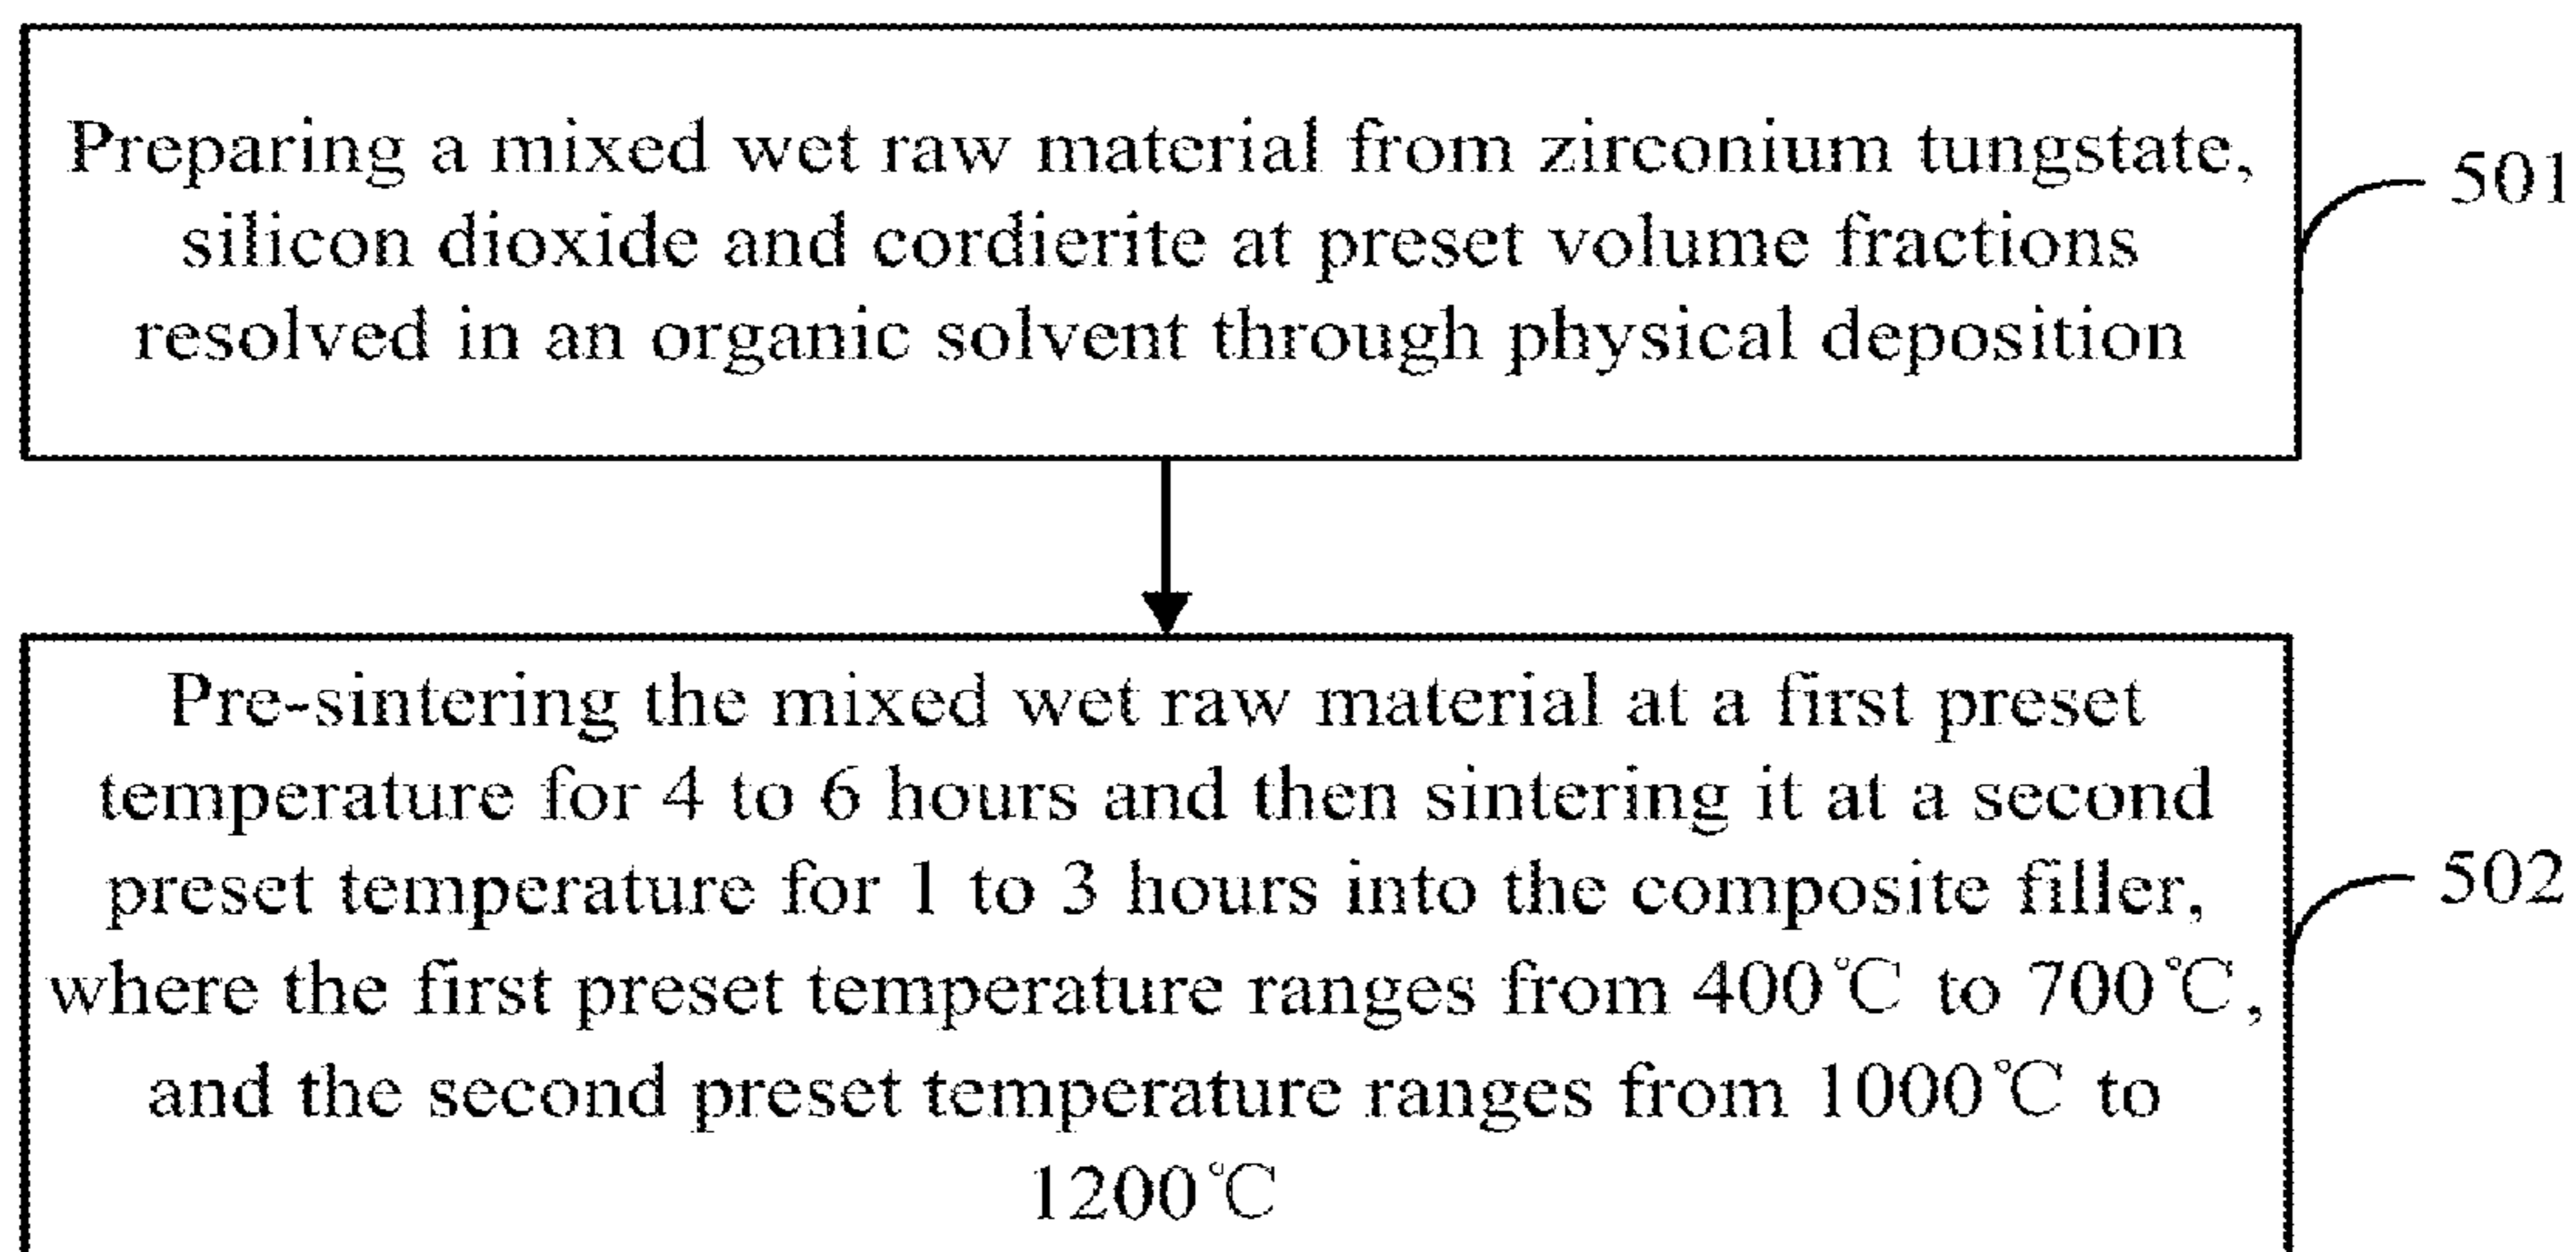 Preparing a mixed wet raw material from zirconium tungstate,
silicon dioxide and cordierite at preset volume fractions
resolved in an organic solvent through physical deposition
501
Pre-sintering the mixed wet raw material at a first preset
temperature for 4 to 6 hours and then sintering it at a second
preset temperature for 1 to 3 hours into the composite filler,
where the first preset temperature ranges from 400℃ to 700℃,
and the second preset temperature ranges from 1000℃ to
1200℃
502